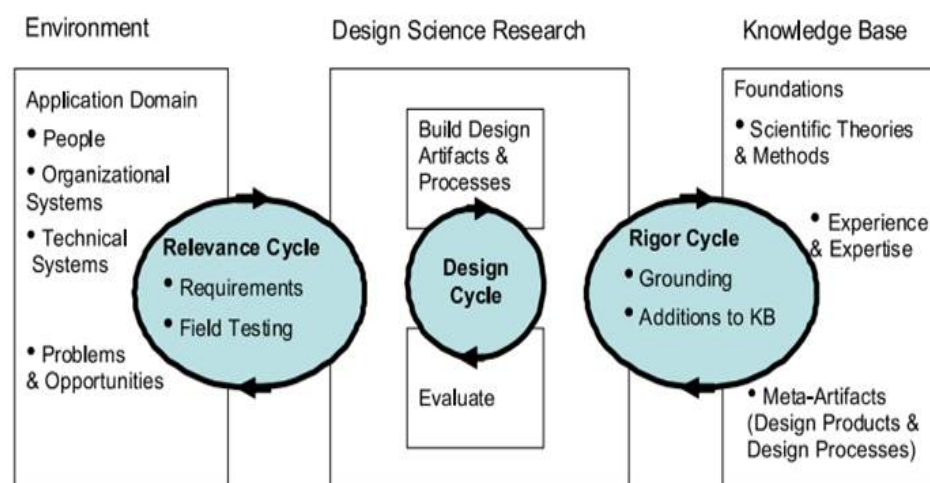 Environment
Design Science Research
Knowledge Base
Application Domain
• People
• Organizational
Systems
• Technical
Systems
• Problems
& Opportunities
Relevance Cycle
• Requirements
• Field Testing
Build Design
Artifacts &
Processes
Design
Cycle
Evaluate
Rigor Cycle
• Grounding
• Additions to KB
Foundations
• Scientific Theories
& Methods
• Experience
& Expertise
• Meta-Artifacts
(Design Products &
Design Processes)